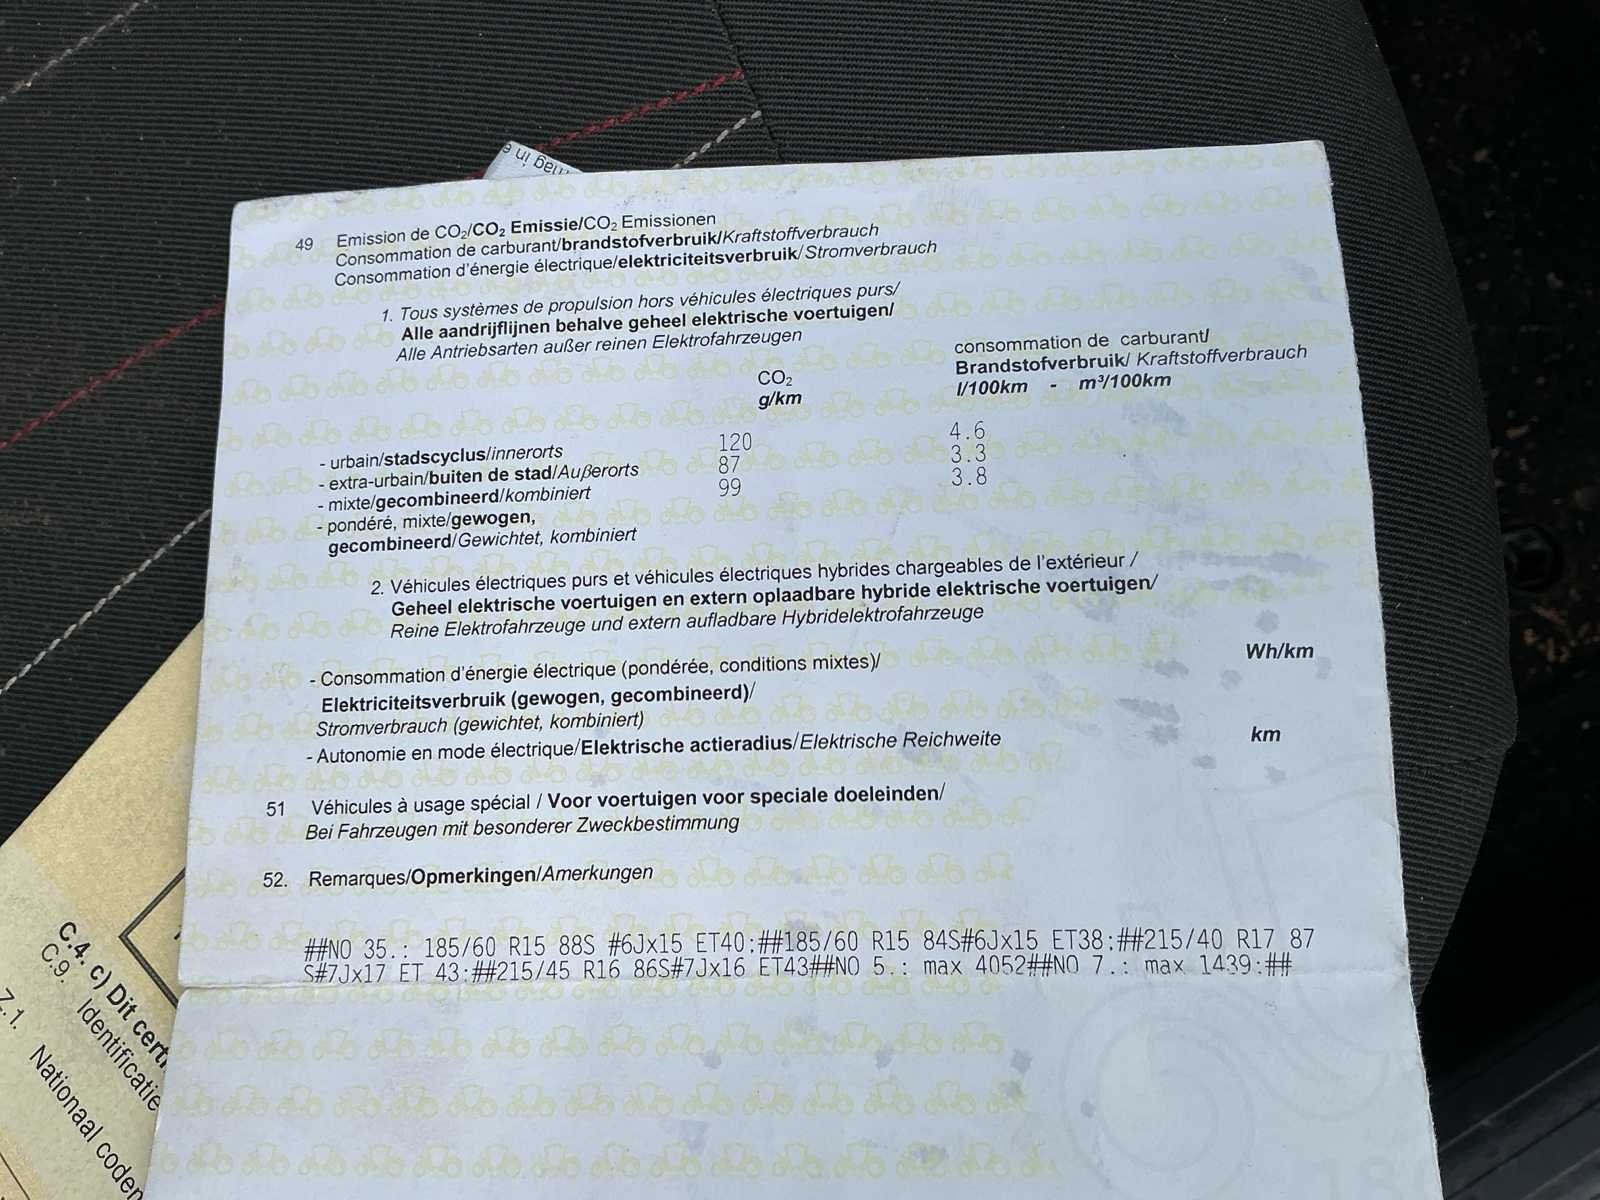 mag in e
49 Emission de CO₂/CO₂ Emissie/CO₂ Emissionen
Consommation de carburant/brandstofverbruik/Kraftstoffverbrauch
Consommation d'énergie électrique/elektriciteitsverbruik/Stromverbrauch
1. Tous systèmes de propulsion hors véhicules électriques purs/
Alle aandrijflijnen behalve geheel elektrische voertuigen/
Alle Antriebsarten außer reinen Elektrofahrzeugen
CO₂
g/km
consommation de carburant/
Brandstofverbruik/ Kraftstoffverbrauch
l/100km - m³/100km
- urbain/stadscyclus/innerorts 120 4.6
- extra-urbain/buiten de stad/Außerorts 87 3.3
- mixte/gecombineerd/kombiniert 99 3.8
- pondéré, mixte/gewogen,
gecombineerd/Gewichtet, kombiniert
2. Véhicules électriques purs et véhicules électriques hybrides chargeables de l'extérieur /
Geheel elektrische voertuigen en extern oplaadbare hybride elektrische voertuigen/
Reine Elektrofahrzeuge und extern aufladbare Hybridelektrofahrzeuge
- Consommation d'énergie électrique (pondérée, conditions mixtes)/ Wh/km
Elektriciteitsverbruik (gewogen, gecombineerd)/
Stromverbrauch (gewichtet, kombiniert)
- Autonomie en mode électrique/Elektrische actieradius/Elektrische Reichweite km
51 Véhicules à usage spécial / Voor voertuigen voor speciale doeleinden/
Bei Fahrzeugen mit besonderer Zweckbestimmung
52. Remarques/Opmerkingen/Amerkungen
##NO 35.: 185/60 R15 88S #6Jx15 ET40;##185/60 R15 84S#6Jx15 ET38;##215/40 R17 87
S#7Jx17 ET 43;##215/45 R16 86S#7Jx16 ET43##NO 5.: max 4052##NO 7.: max 1439;##
C.4. c) Dit cert
C.9. Identificatie
Z.1. Nationaal coden